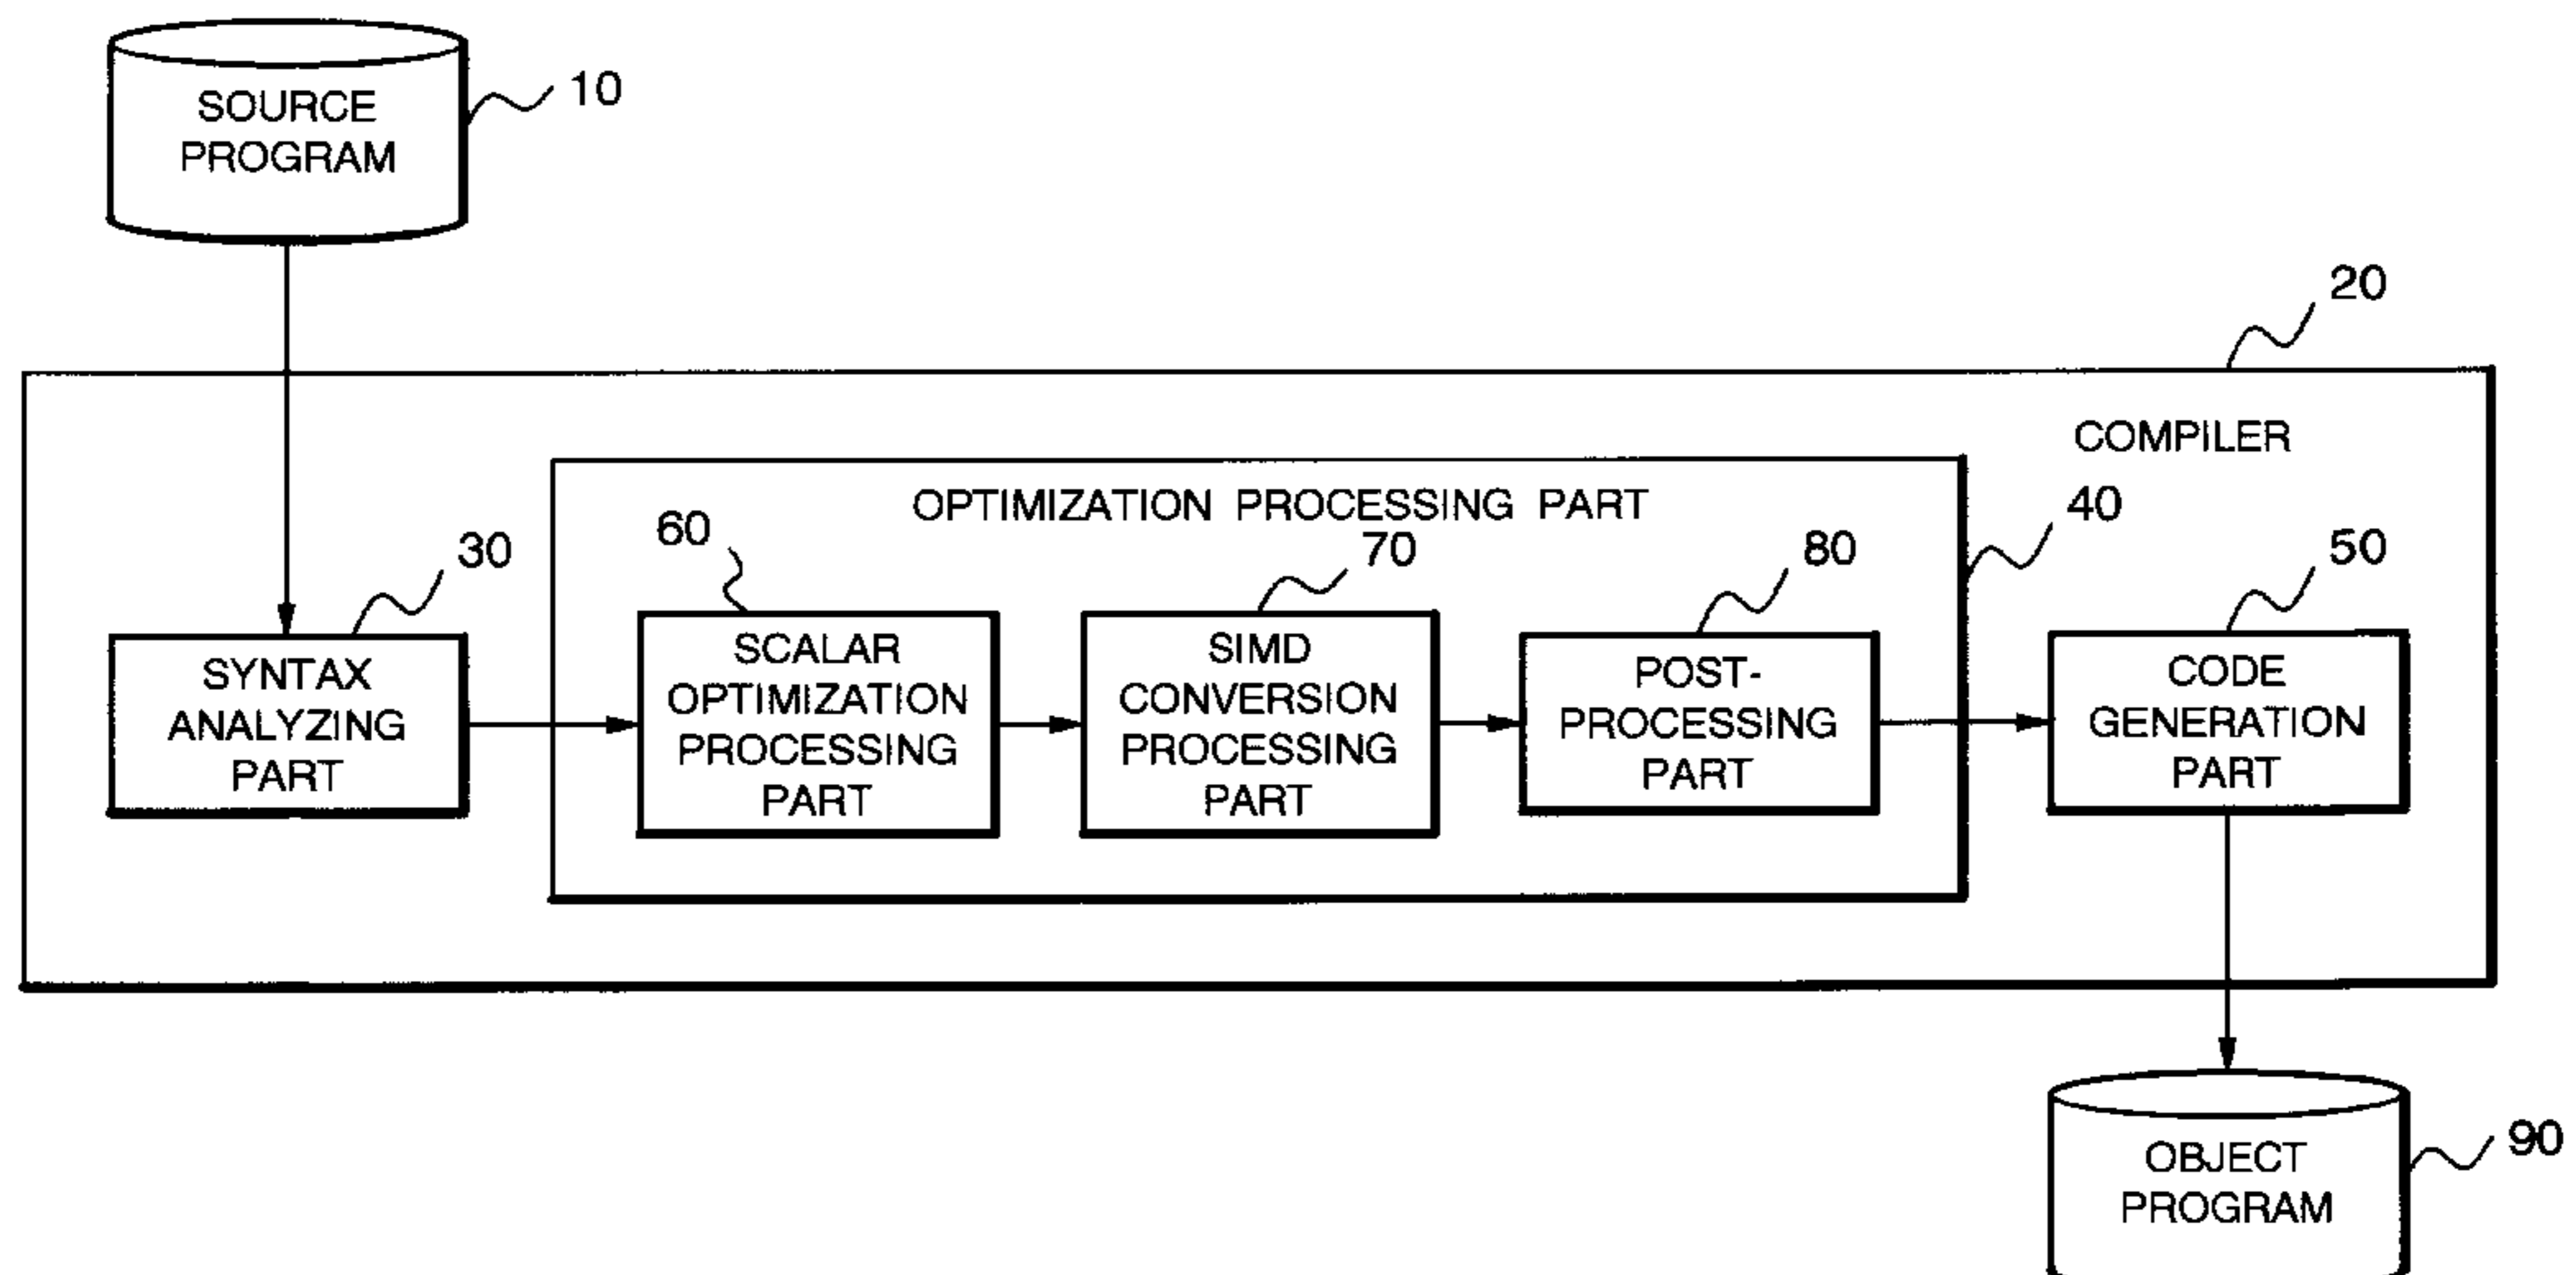 SOURCE
PROGRAM
10
20
COMPILER
OPTIMIZATION PROCESSING PART
40
30
60
70
80
50
SYNTAX
ANALYZING
PART
SCALAR
OPTIMIZATION
PROCESSING
PART
SIMD
CONVERSION
PROCESSING
PART
POST-
PROCESSING
PART
CODE
GENERATION
PART
OBJECT
PROGRAM
90